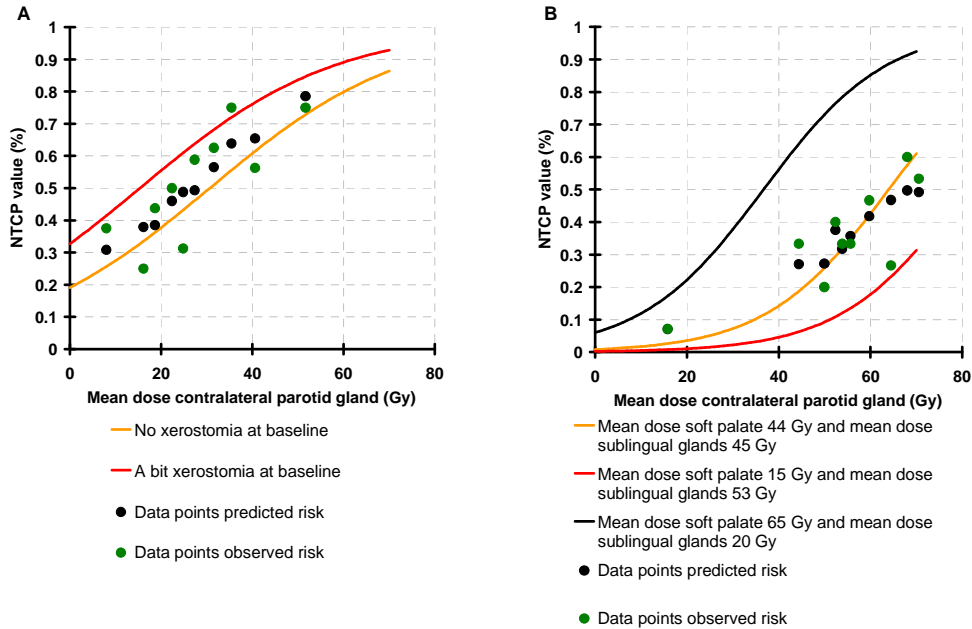 A
NTCP value (%)
1
0.9
0.8
0.7
0.6
0.5
0.4
0.3
0.2
0.1
0
0 20 40 60 80
Mean dose contralateral parotid gland (Gy)
No xerostomia at baseline
A bit xerostomia at baseline
Data points predicted risk
Data points observed risk
B
NTCP value (%)
1
0.9
0.8
0.7
0.6
0.5
0.4
0.3
0.2
0.1
0
0 20 40 60 80
Mean dose contralateral parotid gland (Gy)
Mean dose soft palate 44 Gy and mean dose
sublingual glands 45 Gy
Mean dose soft palate 15 Gy and mean dose
sublingual glands 53 Gy
Mean dose soft palate 65 Gy and mean dose
sublingual glands 20 Gy
Data points predicted risk
Data points observed risk